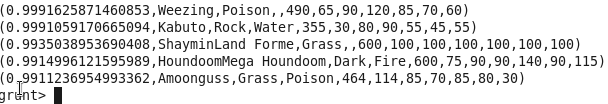 (0.9991625871460853,Weezing,Poison,,490,65,90,120,85,70,60)
(0.9991059170665094,Kabuto,Rock,Water,355,30,80,90,55,45,55)
(0.9935038953690408,ShayminLand Forme,Grass,,600,100,100,100,100,100,100)
(0.9914996121595989,HoundoomMega Houndoom,Dark,Fire,600,75,90,90,140,90,115)
(0.9911236954993362,Amoonguss,Grass,Poison,464,114,85,70,85,80,30)
grunt>